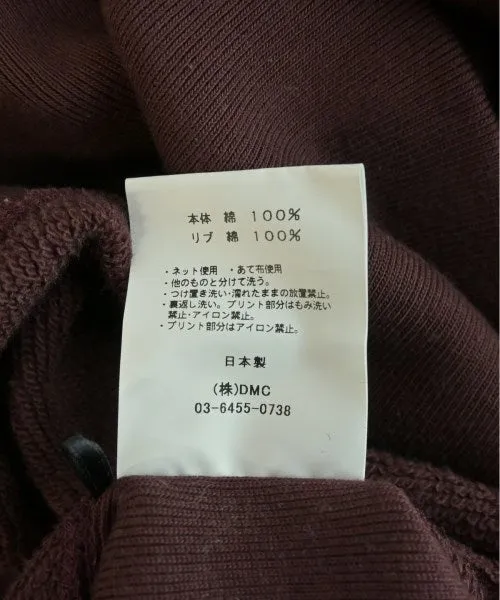 本体 綿 100%
リブ 綿 100%
・ネット使用 ・あて布使用
・他のものと分けて洗う。
・つけ置き洗い・濡れたままの放置禁止。
・裏返し洗い。プリント部分はもみ洗い
禁止・アイロン禁止。
・プリント部分はアイロン禁止。
日本製
(株)DMC
03-6455-0738